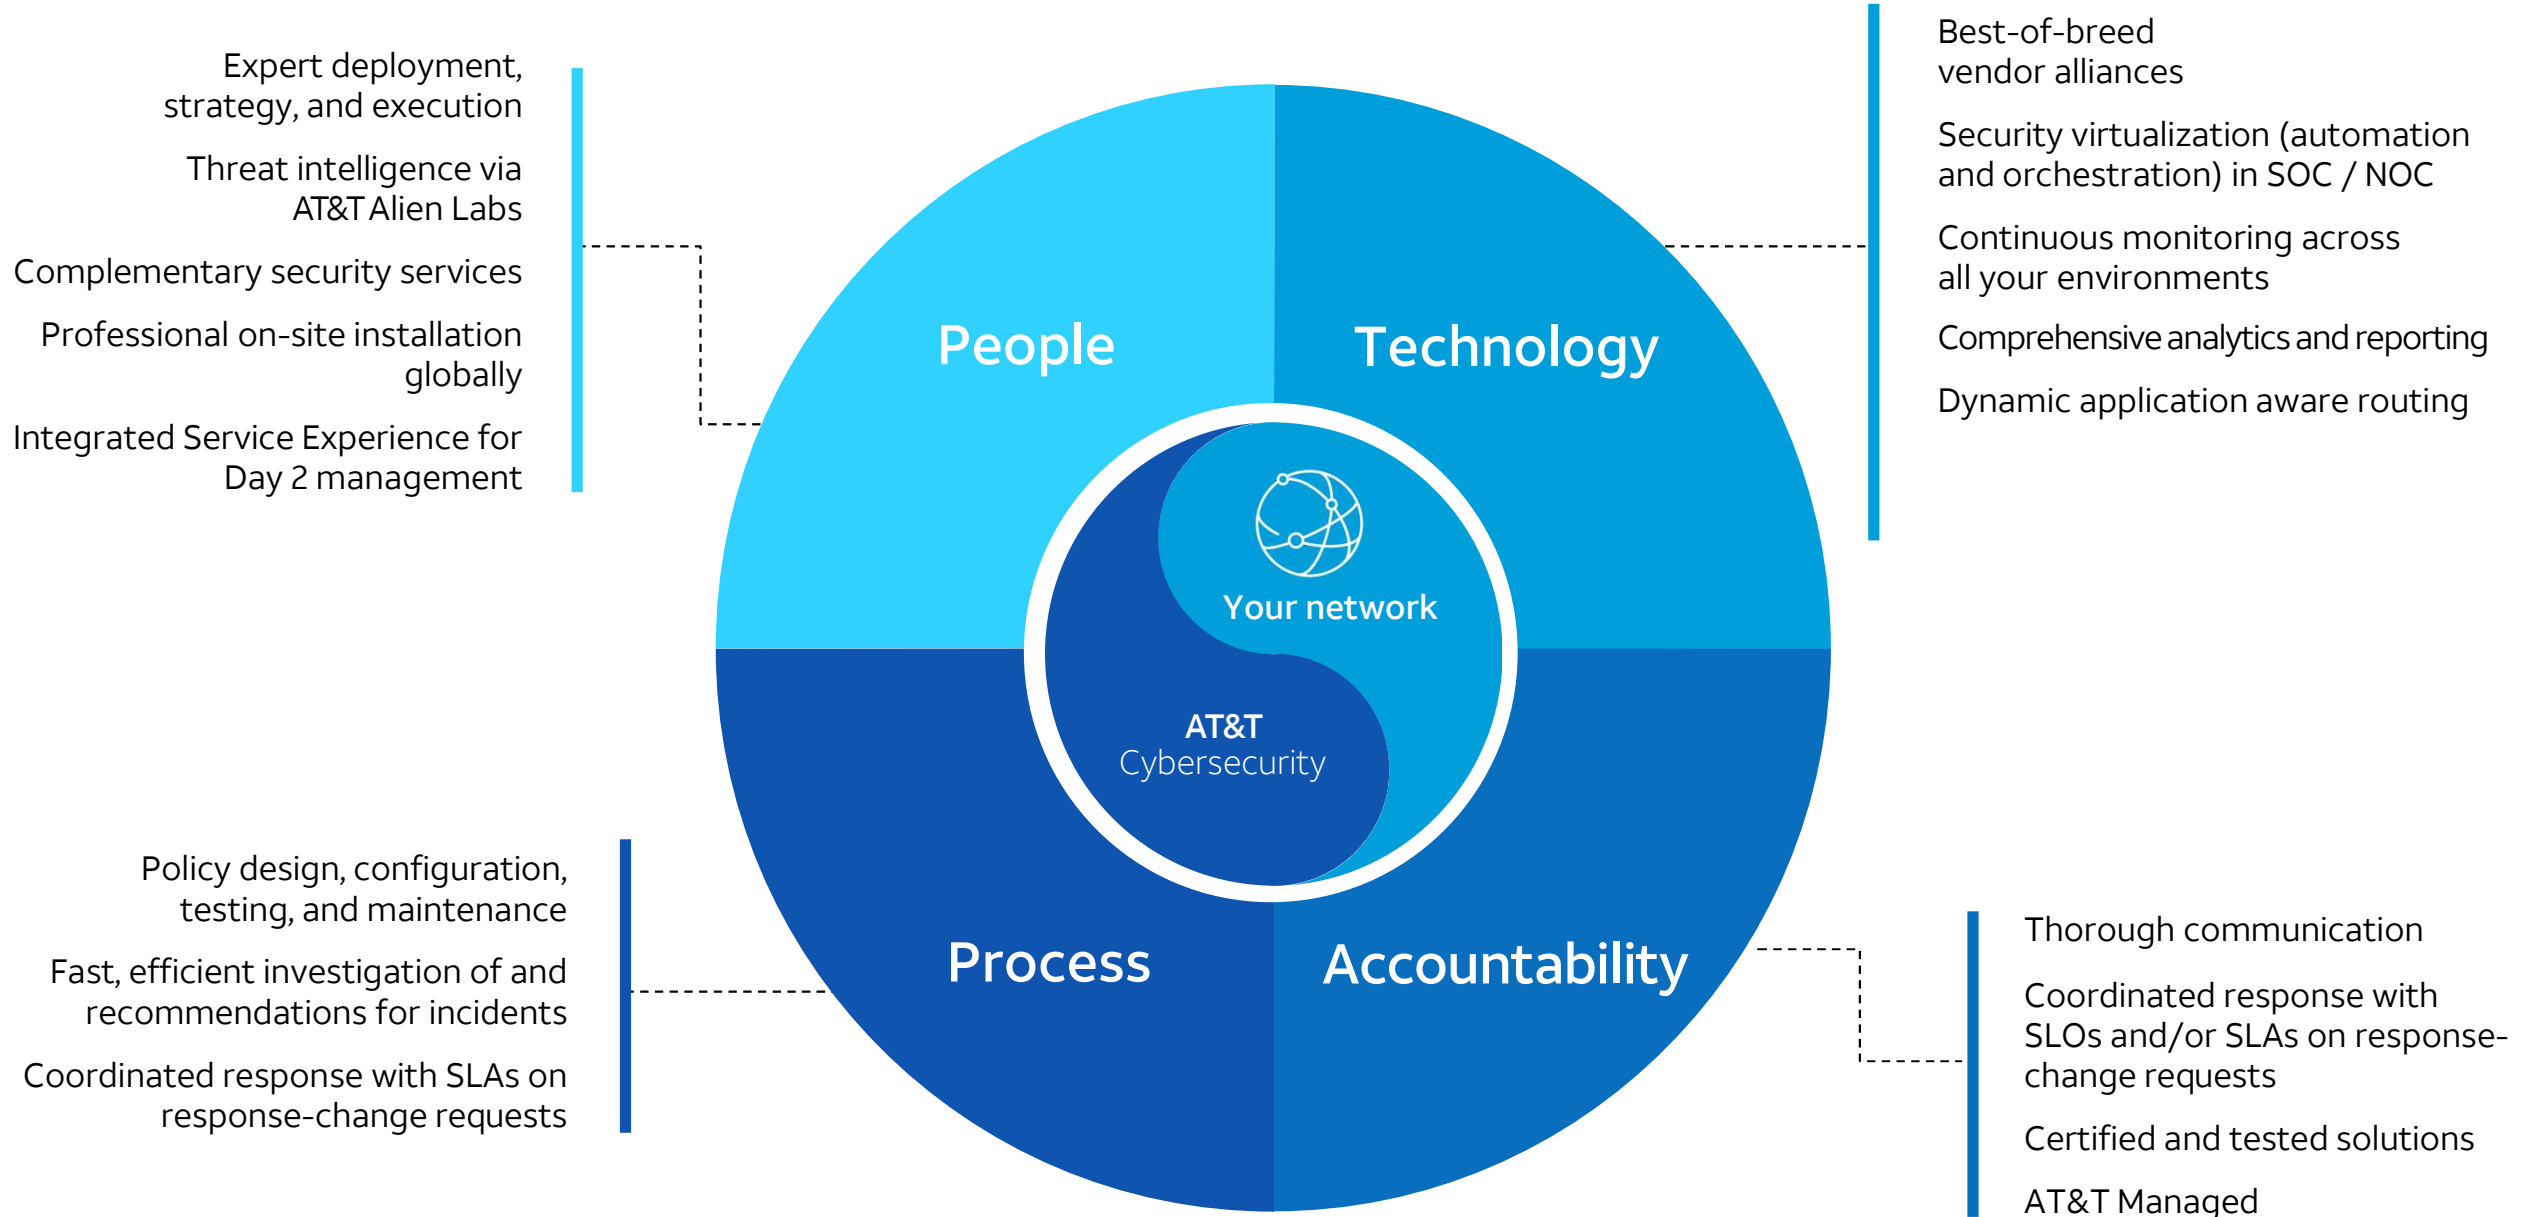 Expert deployment,
strategy, and execution
Threat intelligence via
AT&T Alien Labs
Complementary security services
Professional on-site installation
globally
Integrated Service Experience for
Day 2 management
Best-of-breed
vendor alliances
Security virtualization (automation
and orchestration) in SOC / NOC
Continuous monitoring across
all your environments
Comprehensive analytics and reporting
Dynamic application aware routing
People
Technology
Your network
AT&T
Cybersecurity
Process
Accountability
Policy design, configuration,
testing, and maintenance
Fast, efficient investigation of and
recommendations for incidents
Coordinated response with SLAs on
response-change requests
Thorough communication
Coordinated response with
SLOs and/or SLAs on response-
change requests
Certified and tested solutions
AT&T Managed